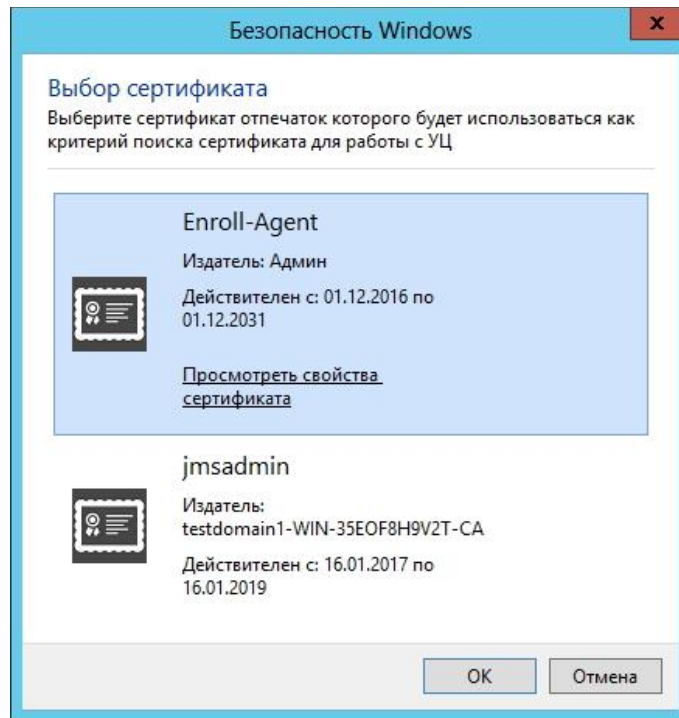 Безопасность Windows
x
Выбор сертификата
Выберите сертификат отпечаток которого будет использоваться как
критерий поиска сертификата для работы с УЦ
Enroll-Agent
Издатель: Админ
Действителен с: 01.12.2016 по
01.12.2031
Просмотреть свойства
сертификата
jmsadmin
Издатель:
testdomain1-WIN-35EOF8H9V2T-CA
Действителен с: 16.01.2017 по
16.01.2019
OK
Отмена